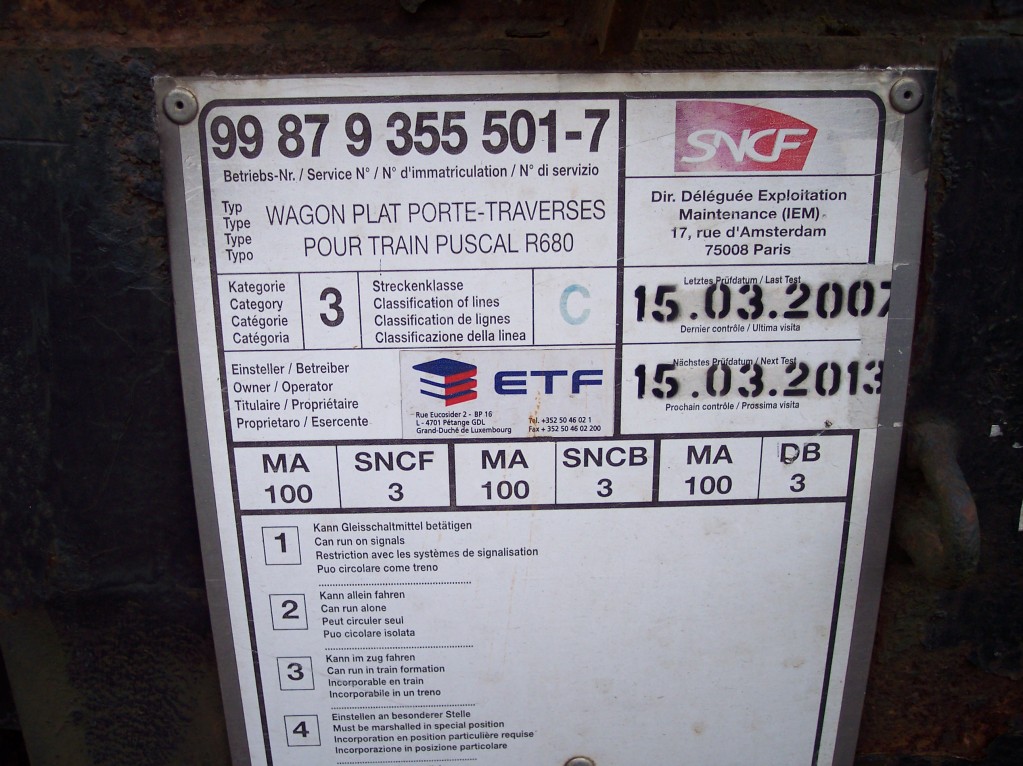 99 87 9 355 501-7
Betriebs-Nr. / Service N° / N° d'immatriculation / N° di servizio
Typ
Type
Type
Typo
WAGON PLAT PORTE-TRAVERSES
POUR TRAIN PUSCAL R680
SNCF
Dir. Déléguée Exploitation
Maintenance (IEM)
17, rue d'Amsterdam
75008 Paris
Kategorie
Category
Catégorie
Catégoria
3
Streckenklasse
Classification of lines
Classification de lignes
Classificazione della linea
C
Letztes Prüfdatum / Last Test
15.03.2007
Dernier contrôle / Ultima visita
Einsteller / Betreiber
Owner / Operator
Titulaire / Propriétaire
Proprietaro / Esercente
ETF
Rue Eucosider 2 - BP 16
L - 4701 Pétange GDL
Grand-Duché de Luxembourg
Tel. +352 50 46 02 1
Fax + 352 50 46 02 200
Nächstes Prüfdatum / Next Test
15.03.2013
Prochain contrôle / Prossima visita
MA SNCF MA SNCB MA DB
100 3 100 3 100 3
1
Kann Gleisschaltmittel betätigen
Can run on signals
Restriction avec les systèmes de signalisation
Puo circolare come treno
2
Kann allein fahren
Can run alone
Peut circuler seul
Puo cicolare isolata
3
Kann im zug fahren
Can run in train formation
Incorporable en train
Incorporabile in un treno
4
Einstellen an besonderer Stelle
Must be marshalled in special position
Incorporation en position particulière requise
Incorporazione in posizione particolare